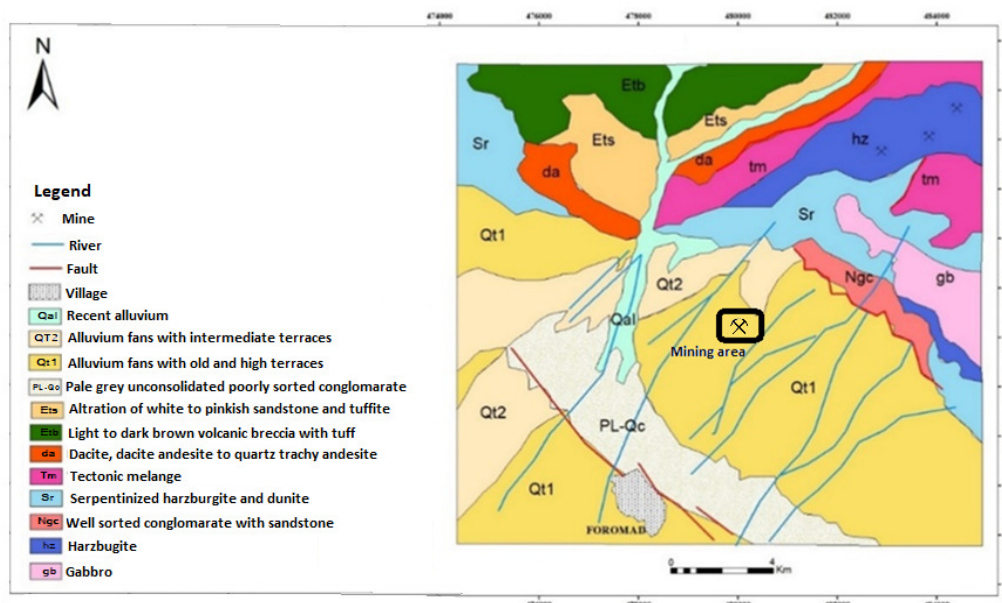 474000 476000 478000 480000 482000 484000
N
Legend
Mine
River
Fault
Village
Qal Recent alluvium
QT2 Alluvium fans with intermediate terraces
Qt1 Alluvium fans with old and high terraces
PL-Qc Pale grey unconsolidated poorly sorted conglomarate
Ets Altration of white to pinkish sandstone and tuffite
Etb Light to dark brown volcanic breccia with tuff
da Dacite, dacite andesite to quartz trachy andesite
Tm Tectonic melange
Sr Serpentinized harzburgite and dunite
Ngc Well sorted conglomarate with sandstone
hz Harzbugite
gb Gabbro
Etb
Ets
Ets
Sr
da
da
tm
hz
tm
Sr
Qt1
Qt2
Ngc
gb
Qal
Mining area
Qt1
Qt2
PL-Qc
Qt1
FOROMAD
0 4
Km